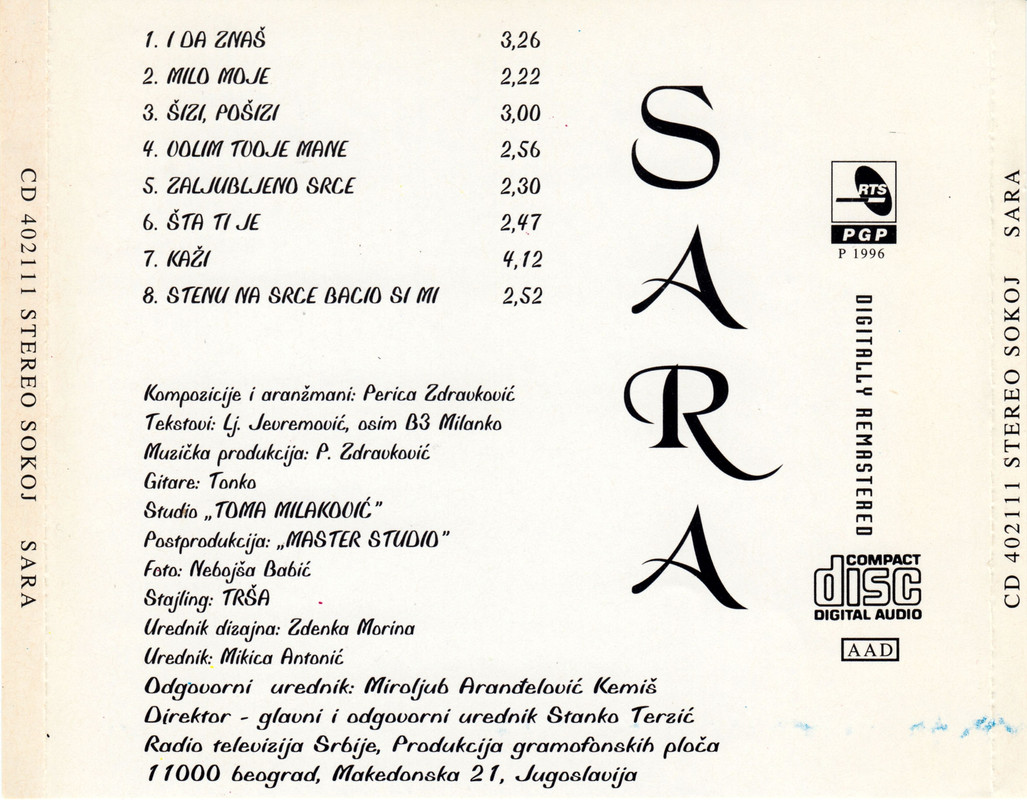 CD 402111 STEREO SOKOJ SARA
1. I DA ZNAŠ 3,26
2. MILO MOJE 2,22
3. ŠIZI, POŠIZI 3,00
4. VOLIM TVOJE MANE 2,56
5. ZALJUBLJENO SRCE 2,30
6. ŠTA TI JE 2,47
7. KAŽI 4,12
8. STENU NA SRCE BACIO SI MI 2,52
Kompozicije i aranžmani: Perica Zdravković
Tekstovi: Lj. Jevremović, osim B3 Milanko
Muzička produkcija: P. Zdravković
Gitare: Tonko
Studio „TOMA MILAKOVIĆ”
Postprodukcija: „MASTER STUDIO”
Foto: Nebojša Babić
Stajling: TRŠA
Urednik dizajna: Zdenka Morina
Urednik: Mikica Antonić
Odgovorni urednik: Miroljub Aranđelović Kemiš
Direktor - glavni i odgovorni urednik Stanko Terzić
Radio televizija Srbije, Produkcija gramofonskih ploča
11000 beograd, Makedonska 21, Jugoslavija
SARA
RTS
PGP
P 1996
DIGITALLY REMASTERED
COMPACT
disc
DIGITAL AUDIO
AAD
CD 402111 STEREO SOKOJ SARA